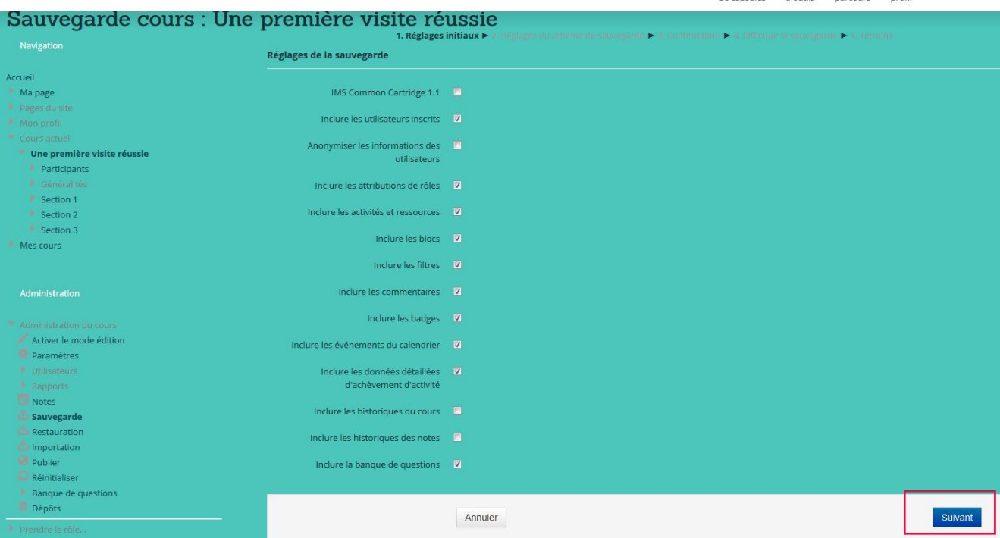 Sauvegarde cours : Une première visite réussie
1. Réglages initiaux ► 2. Réglages du schéma de sauvegarde ► 3. Confirmation ► 4. Effectuer la sauvegarde ► 5. Terminé
Navigation
Accueil
Ma page
Pages du site
Mon profil
Cours actuel
Une première visite réussie
Participants
Généralités
Section 1
Section 2
Section 3
Mes cours
Administration
Administration du cours
Activer le mode édition
Paramètres
Utilisateurs
Rapports
Notes
Sauvegarde
Restauration
Importation
Publier
Réinitialiser
Banque de questions
Dépôts
Prendre le rôle...
Réglages de la sauvegarde
IMS Common Cartridge 1.1
Inclure les utilisateurs inscrits
Anonymiser les informations des
utilisateurs
Inclure les attributions de rôles
Inclure les activités et ressources
Inclure les blocs
Inclure les filtres
Inclure les commentaires
Inclure les badges
Inclure les événements du calendrier
Inclure les données détaillées
d'achèvement d'activité
Inclure les historiques du cours
Inclure les historiques des notes
Inclure la banque de questions
Annuler
Suivant